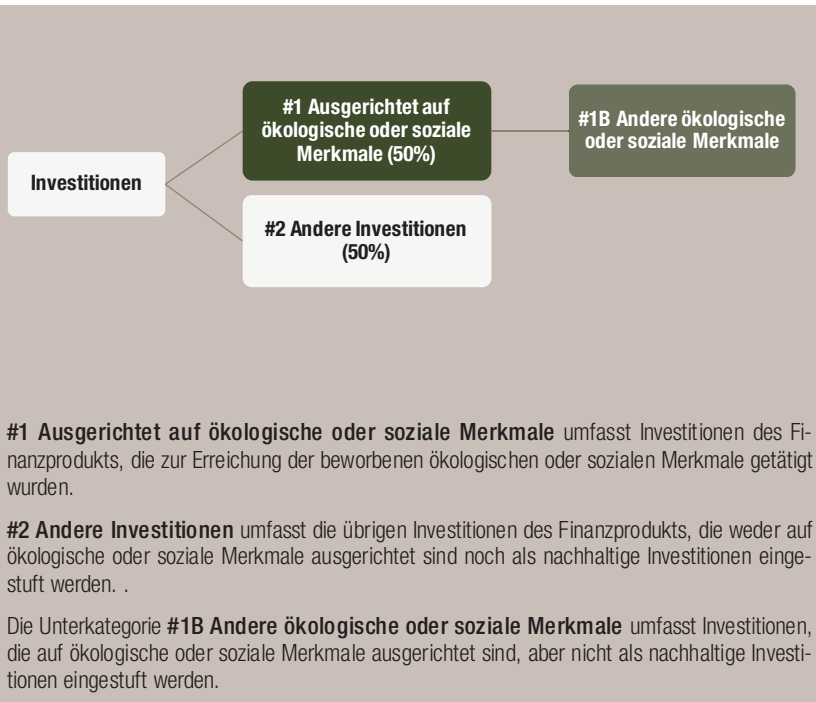 #1 Ausgerichtet auf
ökologische oder soziale
Merkmale (50%)
#1B Andere ökologische
oder soziale Merkmale
Investitionen
#2 Andere Investitionen
(50%)
#1 Ausgerichtet auf ökologische oder soziale Merkmale umfasst Investitionen des Fi-
nanzprodukts, die zur Erreichung der beworbenen ökologischen oder sozialen Merkmale getätigt
wurden.
#2 Andere Investitionen umfasst die übrigen Investitionen des Finanzprodukts, die weder auf
ökologische oder soziale Merkmale ausgerichtet sind noch als nachhaltige Investitionen einge-
stuft werden. .
Die Unterkategorie #1B Andere ökologische oder soziale Merkmale umfasst Investitionen,
die auf ökologische oder soziale Merkmale ausgerichtet sind, aber nicht als nachhaltige Investi-
tionen eingestuft werden.